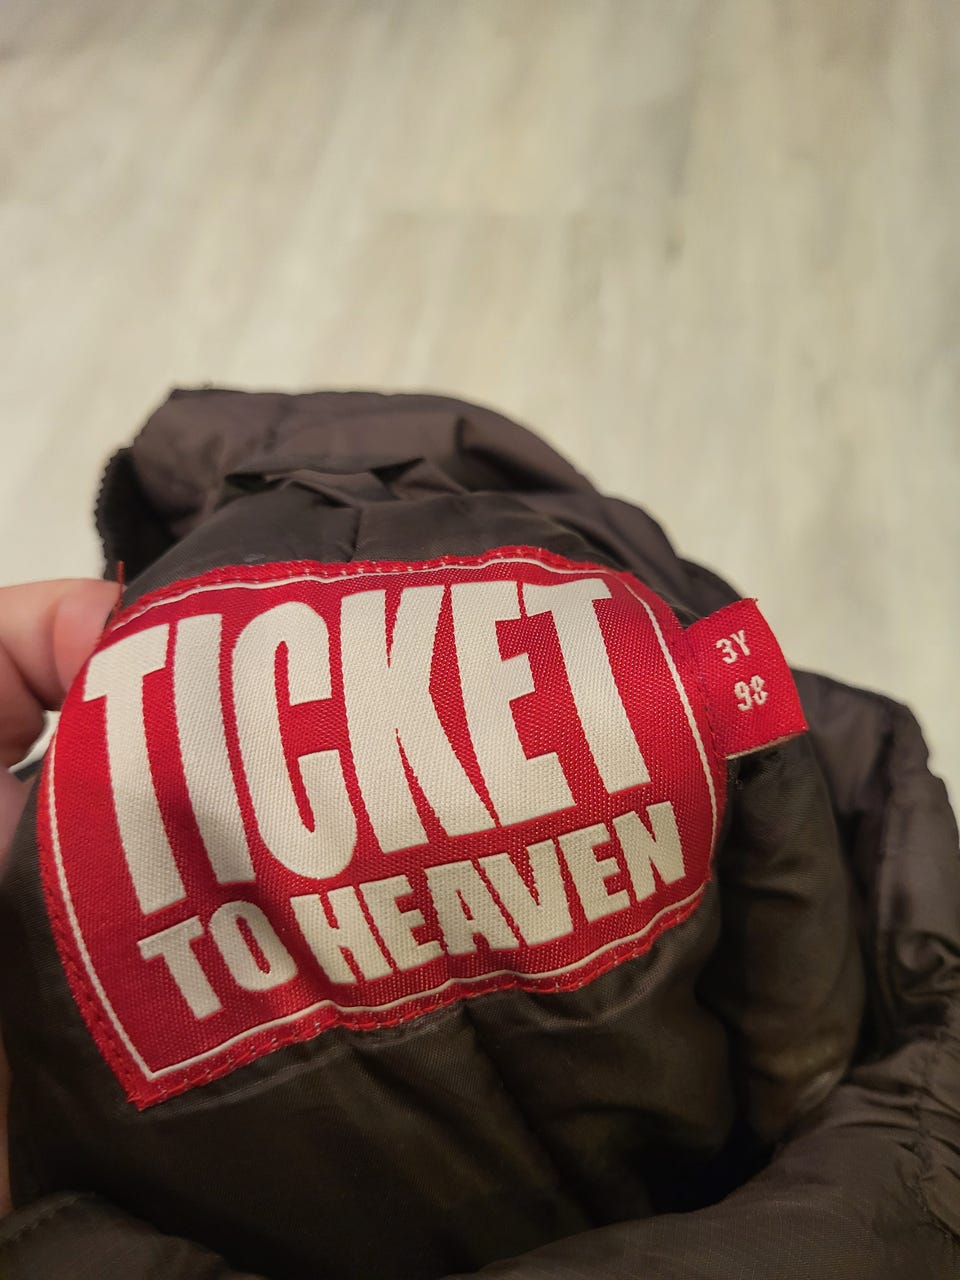 TICKET
TO HEAVEN
3Y
98